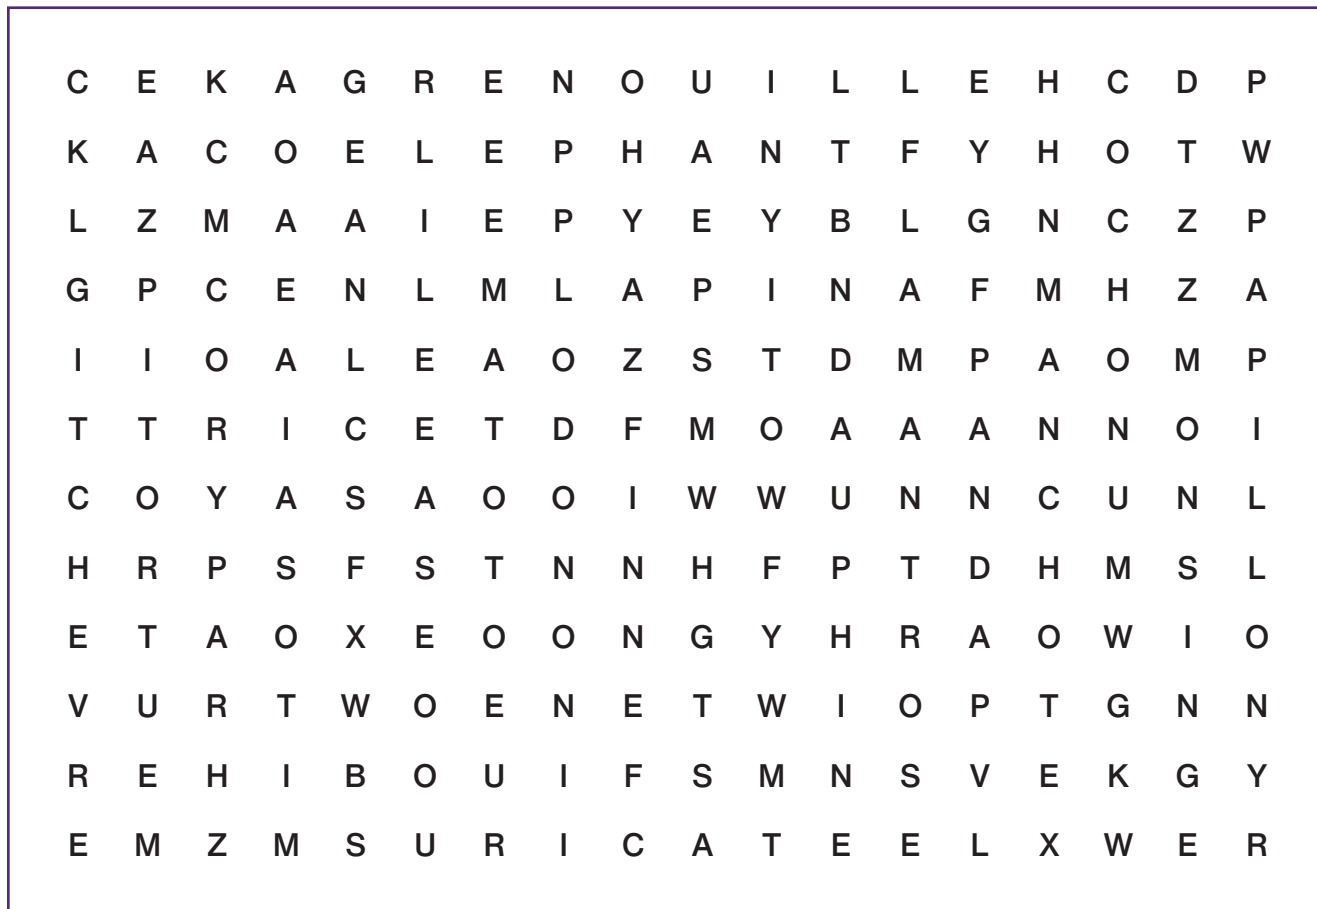 C E K A G R E N O U I L L E H C D P
K A C O E L E P H A N T F Y H O T W
L Z M A A I E P Y E Y B L G N C Z P
G P C E N L M L A P I N A F M H Z A
I I O A L E A O Z S T D M P A O M P
T T R I C E T D F M O A A A N N O I
C O Y A S A O O I W W U N N C U N L
H R P S F S T N N H F P T D H M S L
E T A O X E O O N G Y H R A O W I O
V U R T W O E N E T W I O P T G N N
R E H I B O U I F S M N S V E K G Y
E M Z M S U R I C A T E E L X W E R